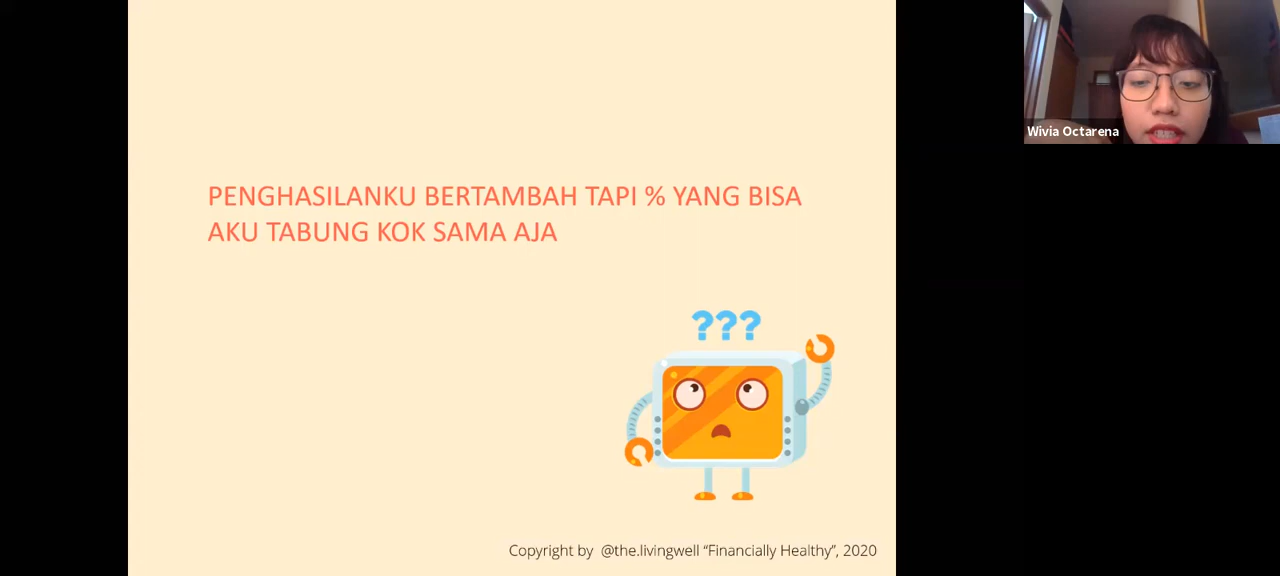 PENGHASILANKU BERTAMBAH TAPI % YANG BISA
AKU TABUNG KOK SAMA AJA
???
Copyright by @the.livingwell “Financially Healthy”, 2020
Wivia Octarena